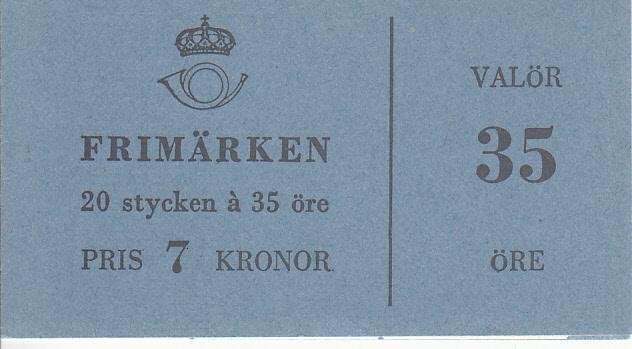 FRIMÄRKEN
20 stycken à 35 öre
PRIS 7 KRONOR
VALÖR
35
ÖRE